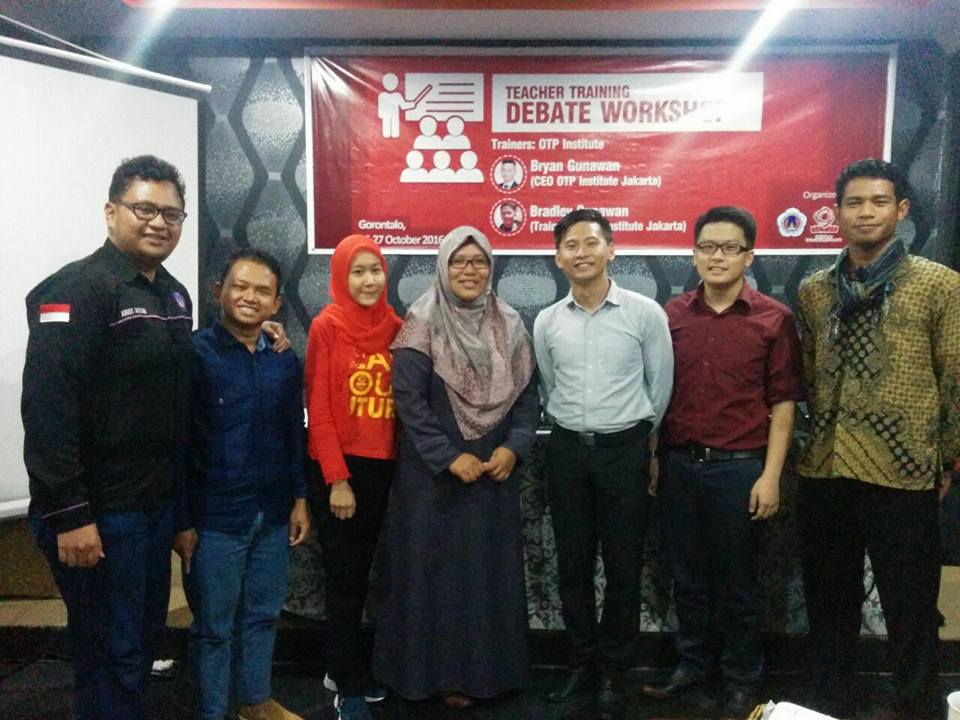 TEACHER TRAINING
DEBATE WORKSHOP
Trainers: OTP Institute
Bryan Gunawan
(CEO OTP Institute Jakarta)
Bradley Gunawan
Institute Jakarta)
Gorontalo,
27 October 2016
Organize